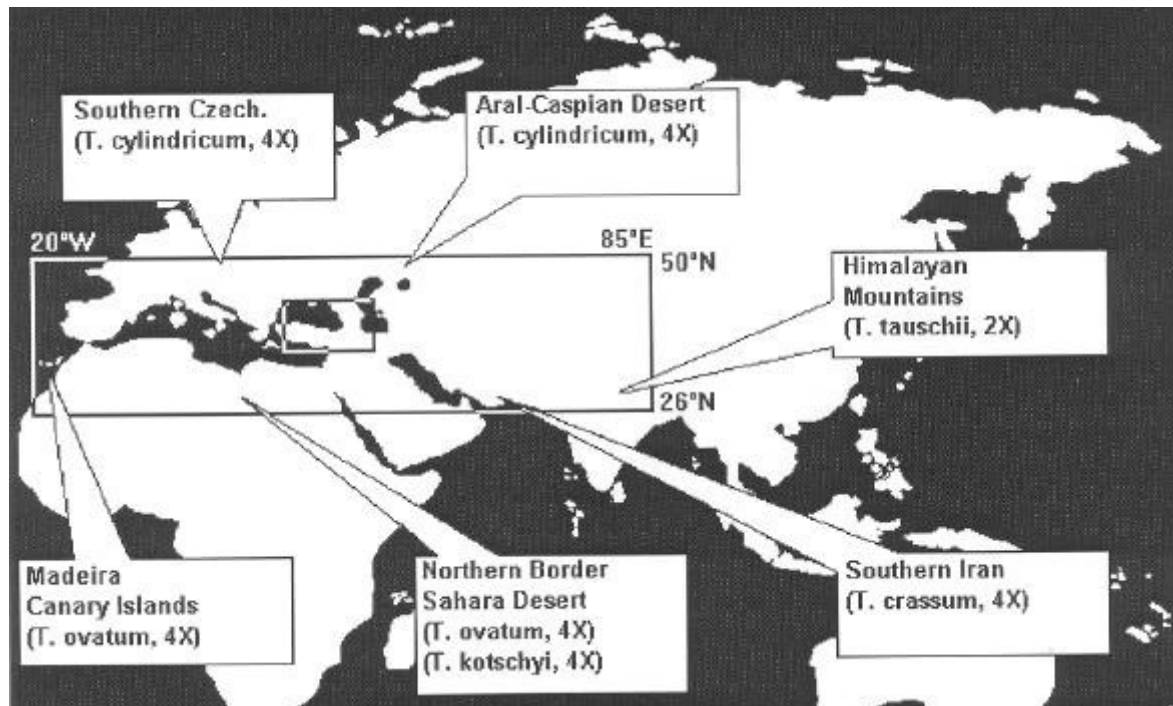 Southern Czech.
(T. cylindricum, 4X)
Aral-Caspian Desert
(T. cylindricum, 4X)
20°W
85°E
50°N
Himalayan
Mountains
(T. tauschii, 2X)
26°N
Madeira
Canary Islands
(T. ovatum, 4X)
Northern Border
Sahara Desert
(T. ovatum, 4X)
(T. kotschyi, 4X)
Southern Iran
(T. crassum, 4X)